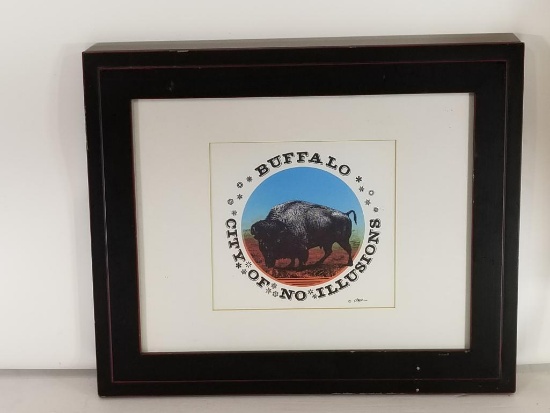 BUFFALO
CITY OF NO ILLUSIONS